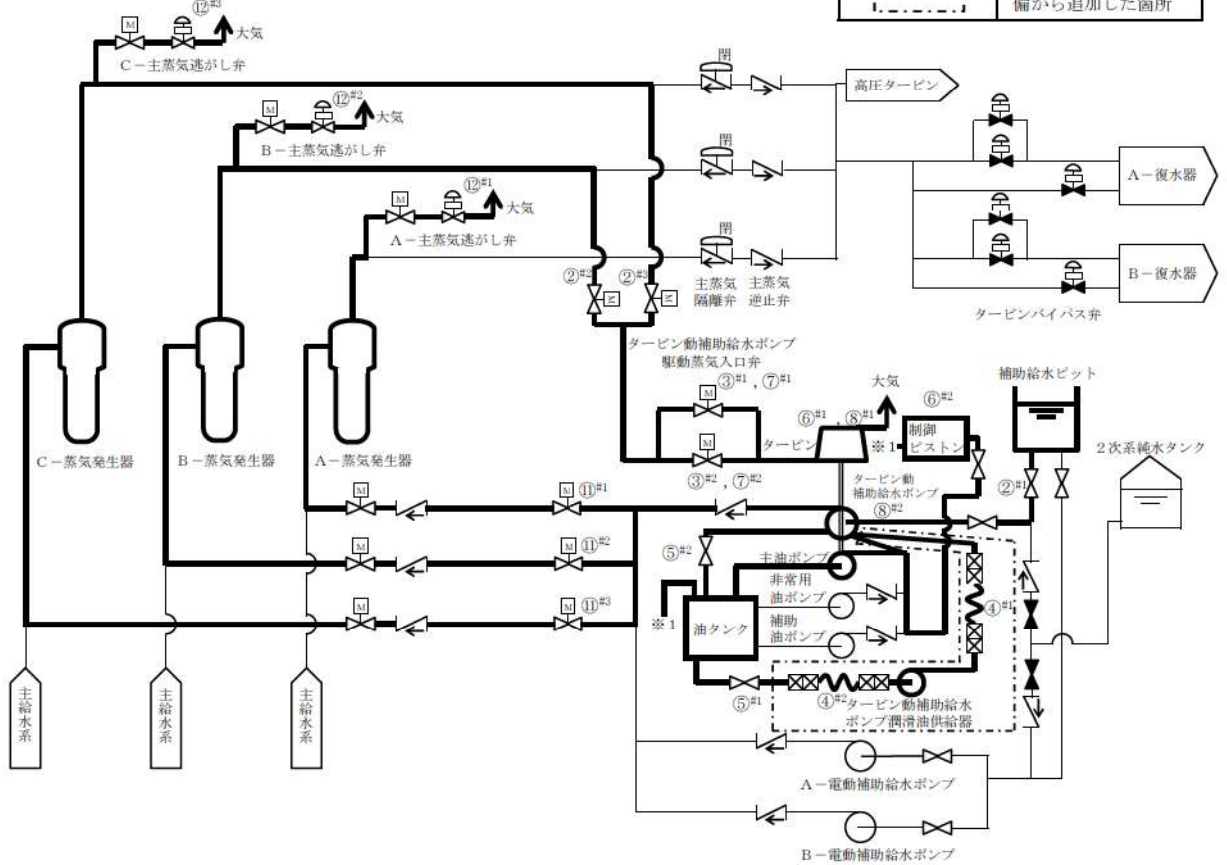 備から追加した箇所
⑫#3
M
大気
C－主蒸気逃がし弁
閉
高圧タービン
⑫#2
M
大気
B－主蒸気逃がし弁
閉
A－復水器
⑫#1
M
大気
A－主蒸気逃がし弁
閉
②#2
②#3
M
M
主蒸気
隔離弁
主蒸気
逆止弁
B－復水器
タービンバイパス弁
タービン動補助給水ポンプ
駆動蒸気入口弁
③#1 , ⑦#1
M
大気
補助給水ピット
⑥#1 , ⑧#1
⑥#2
M
タービン
※1
制御
ピストン
2次系純水タンク
C－蒸気発生器
B－蒸気発生器
A－蒸気発生器
③#2 , ⑦#2
タービン動
補助給水ポンプ
⑧#2
②#1
M
M
⑪#1
M
M
⑪#2
⑤#2
主油ポンプ
非常用
油ポンプ
④#1
M
M
⑪#3
※1
油タンク
補助
油ポンプ
⑤#1
④#2
タービン動補助給水
ポンプ潤滑油供給器
主給水系
主給水系
主給水系
A－電動補助給水ポンプ
B－電動補助給水ポンプ